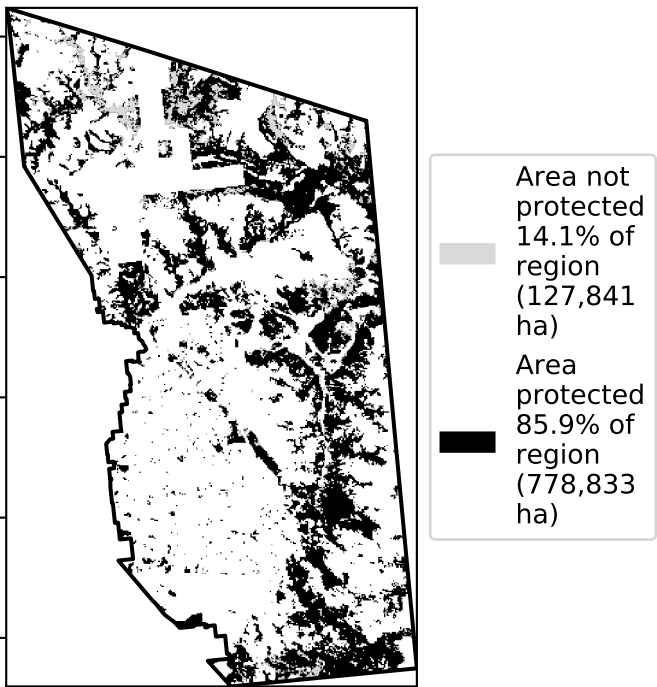 Area not
protected
14.1% of
region
(127,841
ha)
Area
protected
85.9% of
region
(778,833
ha)